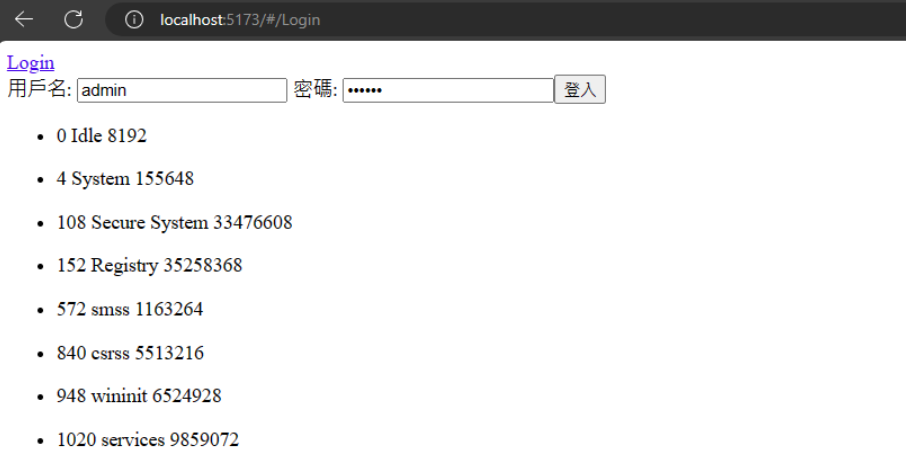 localhost:5173/#/Login
Login
用戶名: admin 密碼: •••••• 登入
• 0 Idle 8192
• 4 System 155648
• 108 Secure System 33476608
• 152 Registry 35258368
• 572 smss 1163264
• 840 csrss 5513216
• 948 wininit 6524928
• 1020 services 9859072